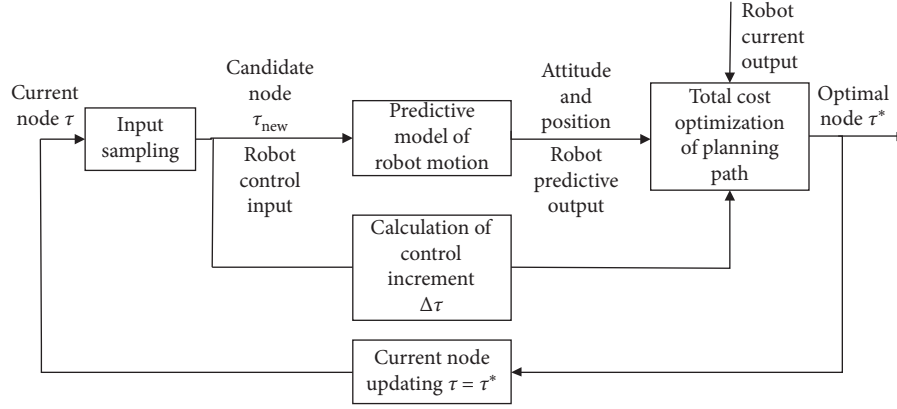 Current
node τ
Input
sampling
Candidate
node
τnew
Robot
control
input
Predictive
model of
robot motion
Attitude
and
position
Robot
predictive
output
Robot
current
output
Total cost
optimization
of planning
path
Optimal
node τ*
Calculation of
control
increment
Δτ
Current node
updating τ = τ*